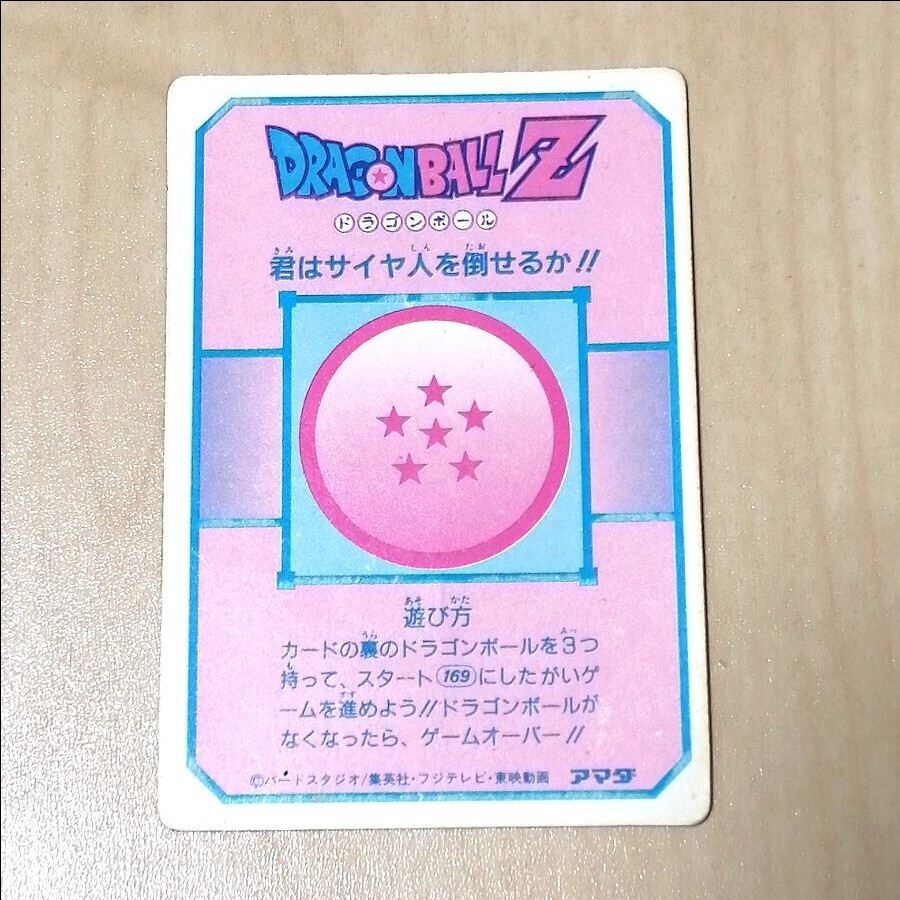 DRAGONBALL Z
ドラゴンボール
君はサイヤ人を倒せるか!!
遊び方
カードの裏のドラゴンボールを3つ
持って、スタート169にしたがいゲ
ームを進めよう!!ドラゴンボールが
なくなったら、ゲームオーバー!!
©バードスタジオ/集英社・フジテレビ・東映動画 アマダ